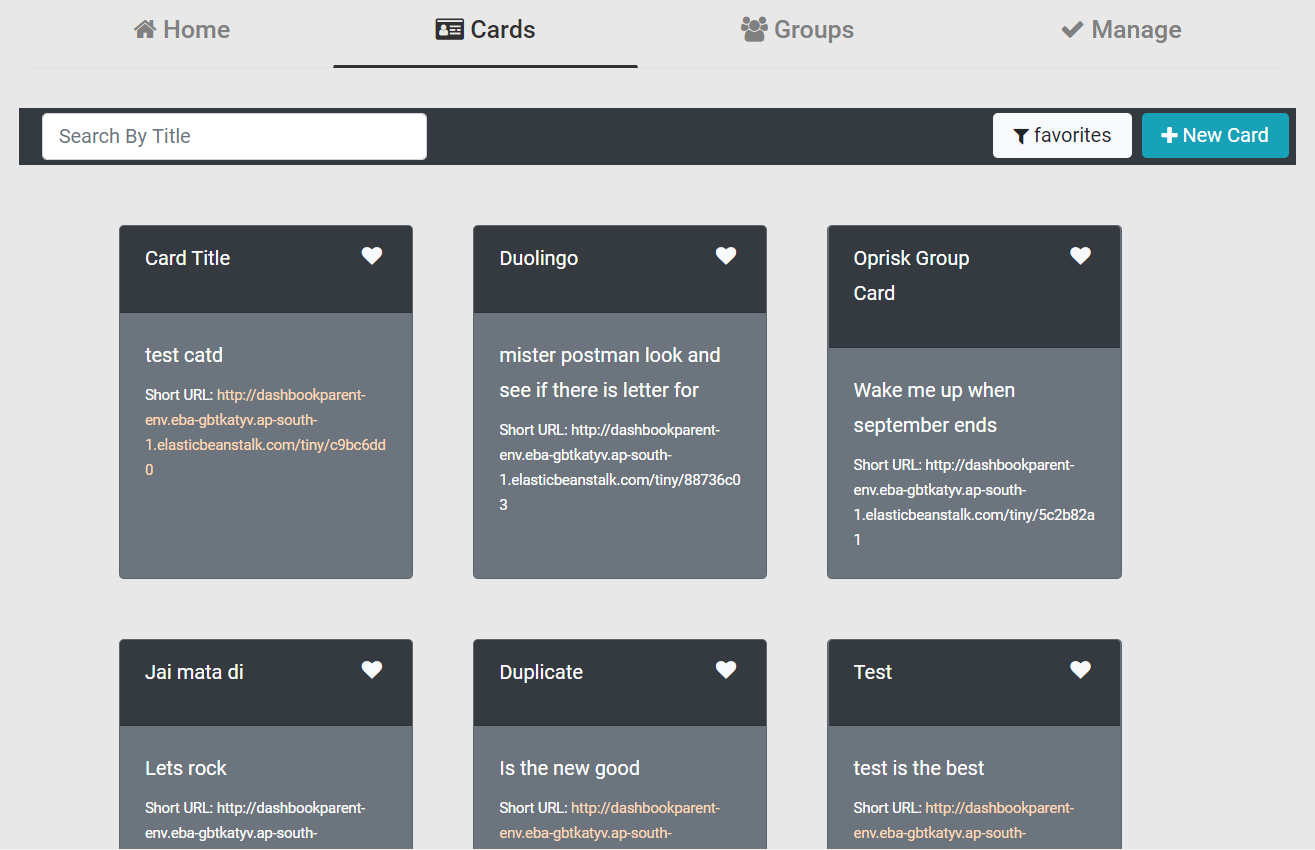 Home
Cards
Groups
Manage
Search By Title
favorites
New Card
Card Title
test catd
Short URL: http://dashbookparent-
env.eba-gbtkatyv.ap-south-
1.elasticbeanstalk.com/tiny/c9bc6dd
0
Duolingo
mister postman look and
see if there is letter for
Short URL: http://dashbookparent-
env.eba-gbtkatyv.ap-south-
1.elasticbeanstalk.com/tiny/88736c0
3
Oprisk Group
Card
Wake me up when
september ends
Short URL: http://dashbookparent-
env.eba-gbtkatyv.ap-south-
1.elasticbeanstalk.com/tiny/5c2b82a
1
Jai mata di
Lets rock
Short URL: http://dashbookparent-
env.eba-gbtkatyv.ap-south-
Duplicate
Is the new good
Short URL: http://dashbookparent-
env.eba-gbtkatyv.ap-south-
Test
test is the best
Short URL: http://dashbookparent-
env.eba-gbtkatyv.ap-south-